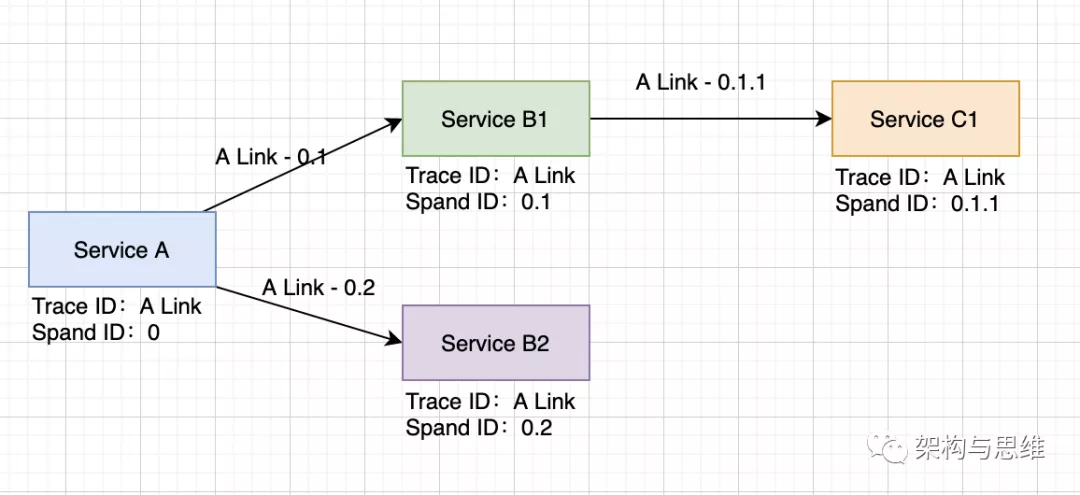 A Link - 0.1.1
Service B1
Service C1
A Link - 0.1
Trace ID：A Link
Spand ID：0.1
Trace ID：A Link
Spand ID：0.1.1
Service A
A Link - 0.2
Trace ID：A Link
Spand ID：0
Service B2
Trace ID：A Link
Spand ID：0.2
架构与思维